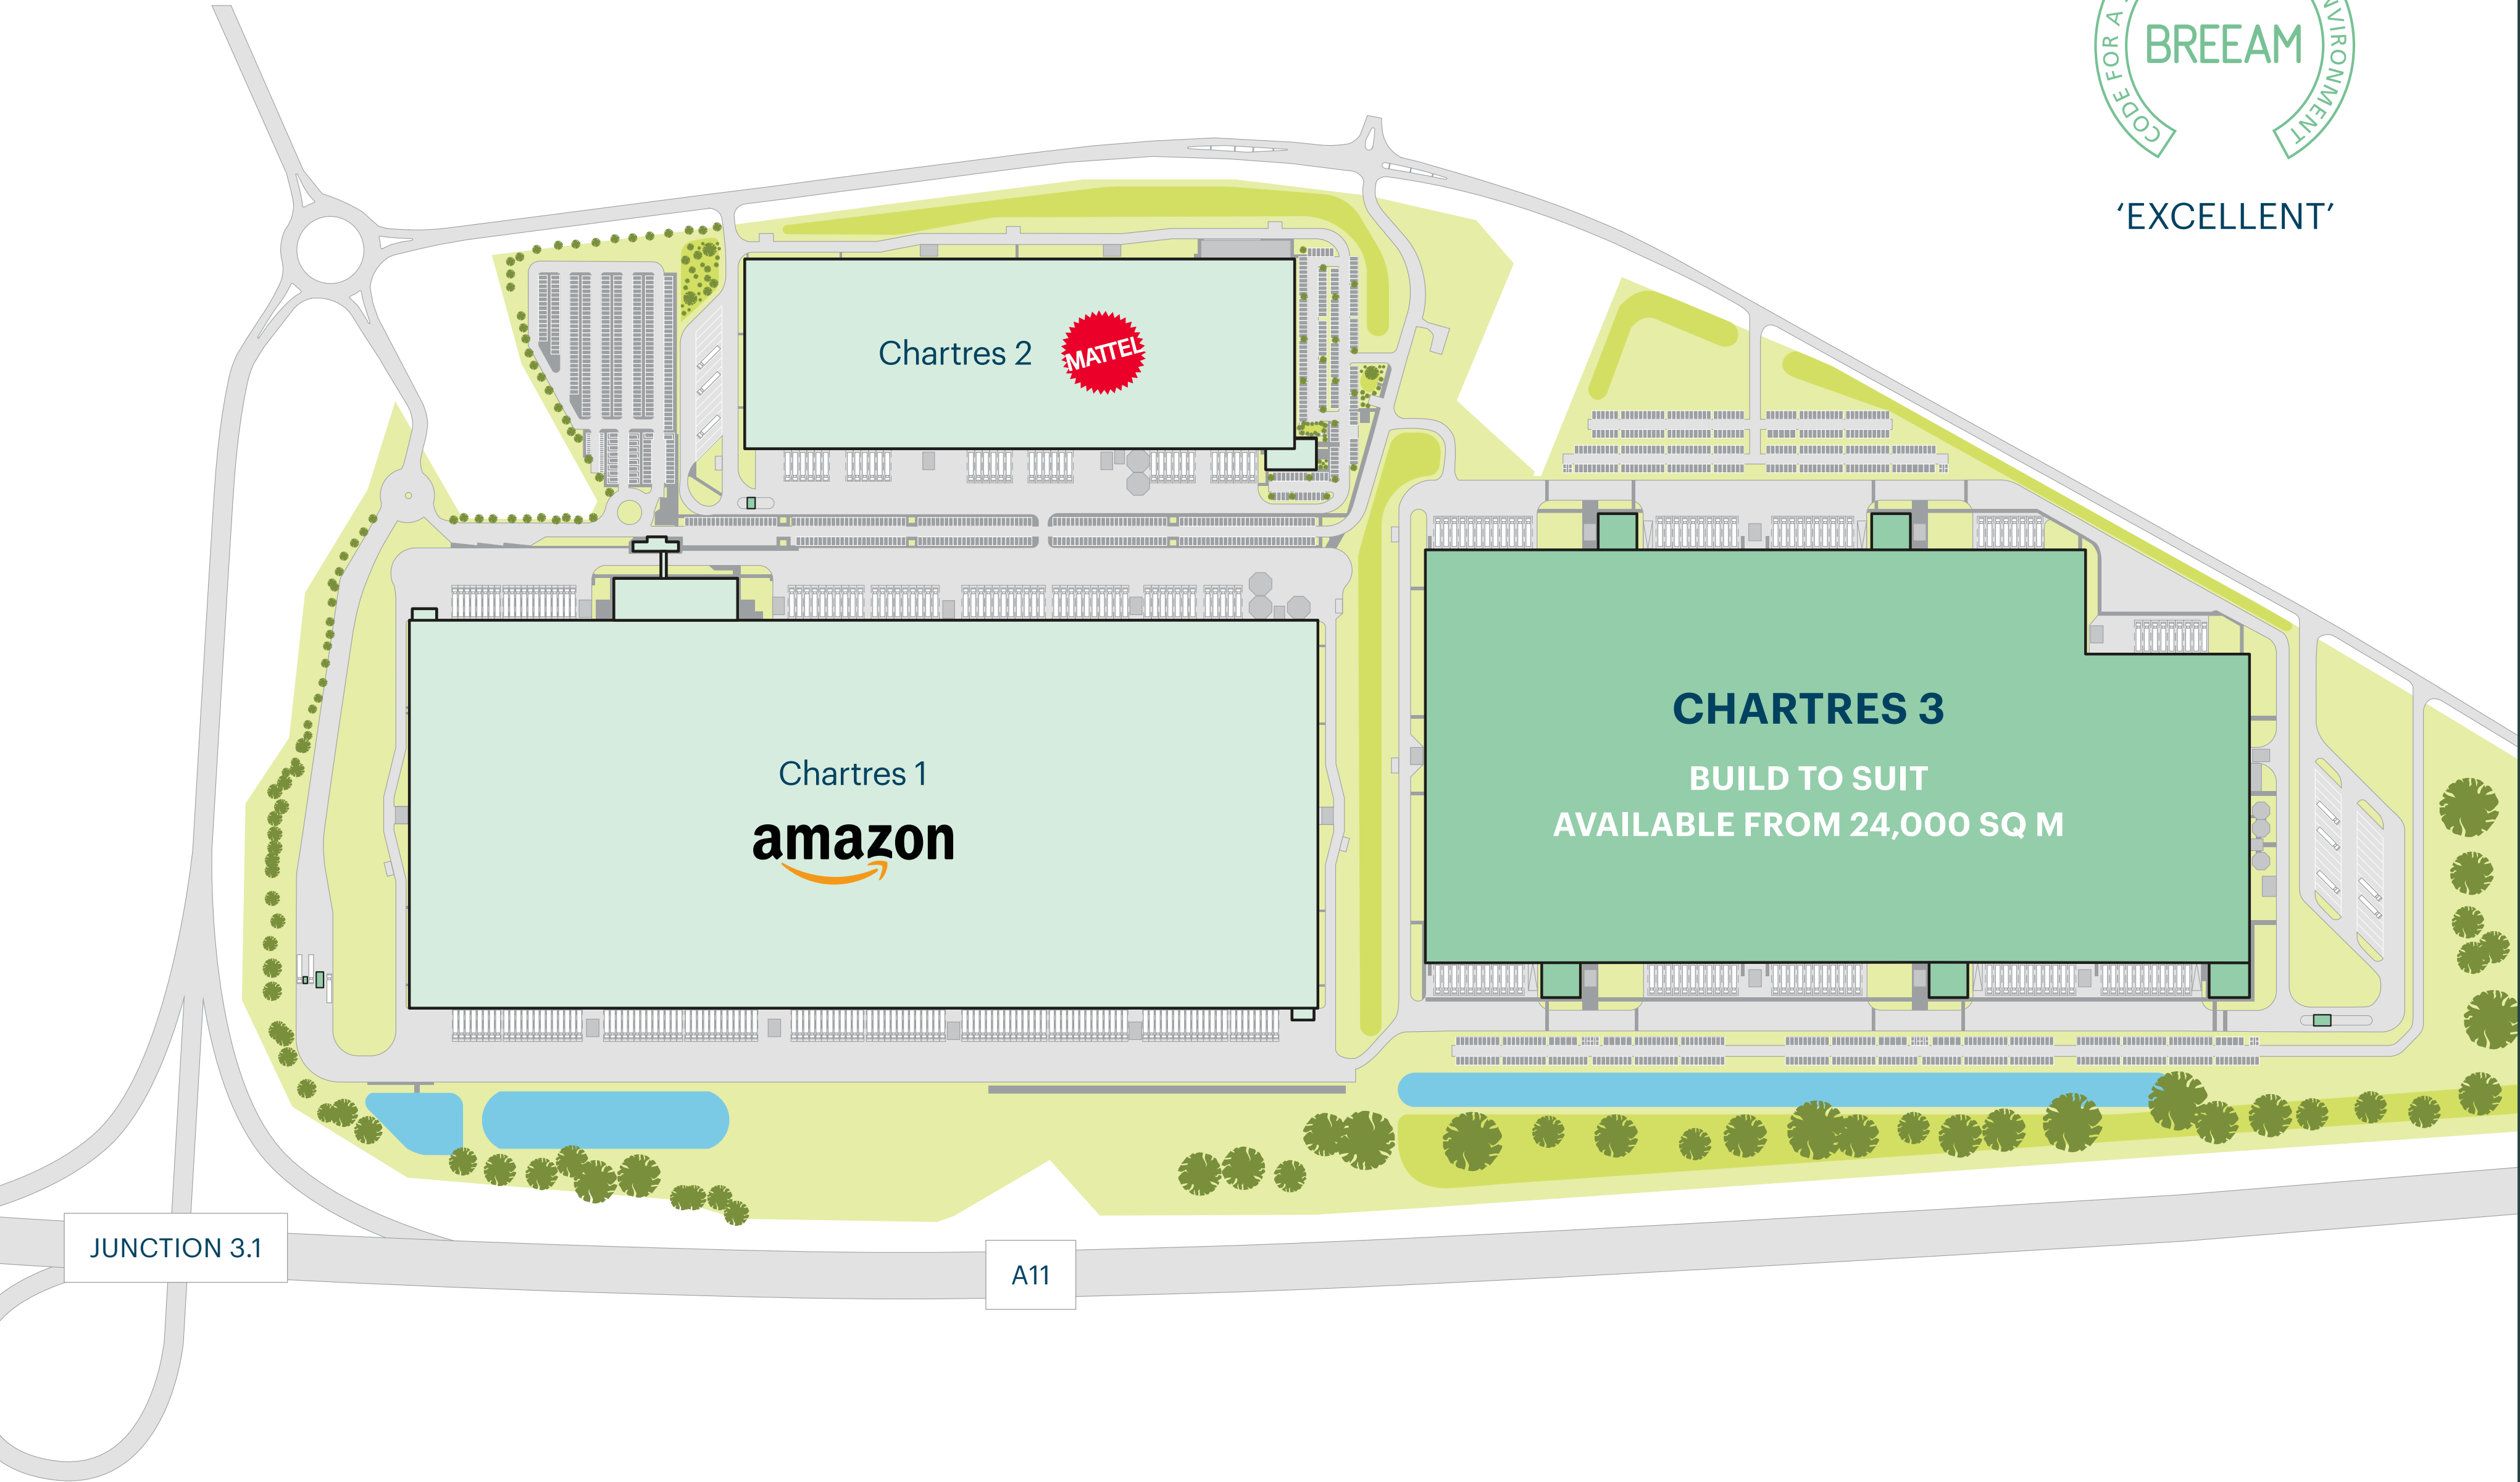 CODE FOR A
NVIRONMENT
BREEAM
‘EXCELLENT’
Chartres 2
MATTEL
CHARTRES 3
BUILD TO SUIT
AVAILABLE FROM 24,000 SQ M
Chartres 1
amazon
JUNCTION 3.1
A11